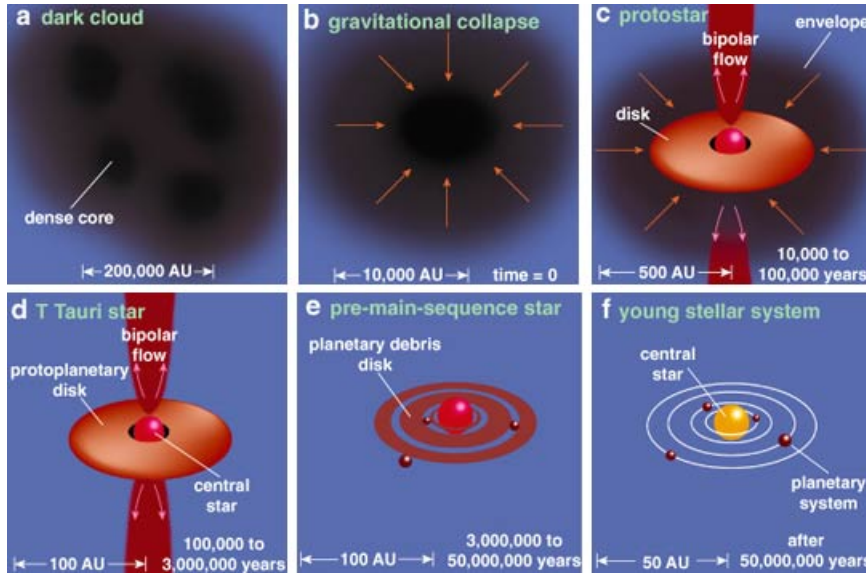 a dark cloud
dense core
200,000 AU
b gravitational collapse
10,000 AU
time = 0
c protostar
envelope
bipolar
flow
disk
10,000 to
500 AU
100,000 years
d T Tauri star
bipolar
flow
protoplanetary
disk
central
star
100,000 to
100 AU
3,000,000 years
e pre-main-sequence star
planetary debris
disk
3,000,000 to
100 AU
50,000,000 years
f young stellar system
central
star
planetary
system
after
50 AU
50,000,000 years